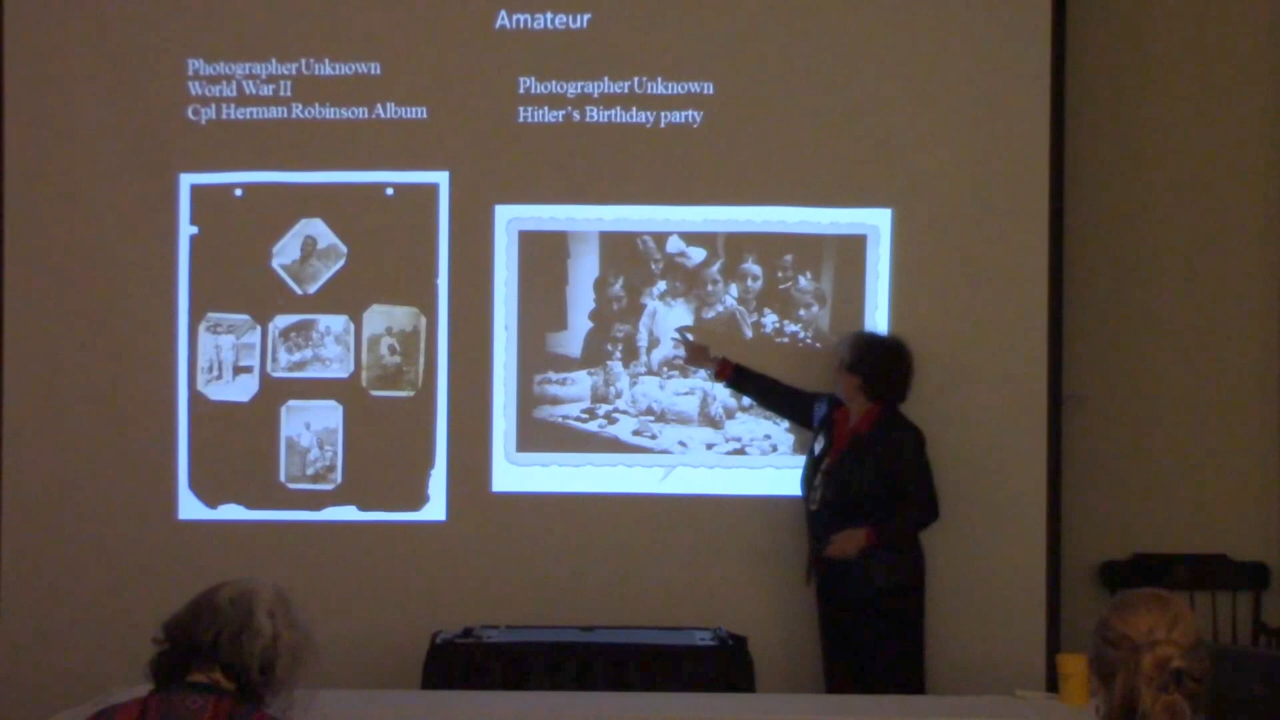 Amateur
Photographer Unknown
World War II
Cpl Herman Robinson Album
Photographer Unknown
Hitler's Birthday party